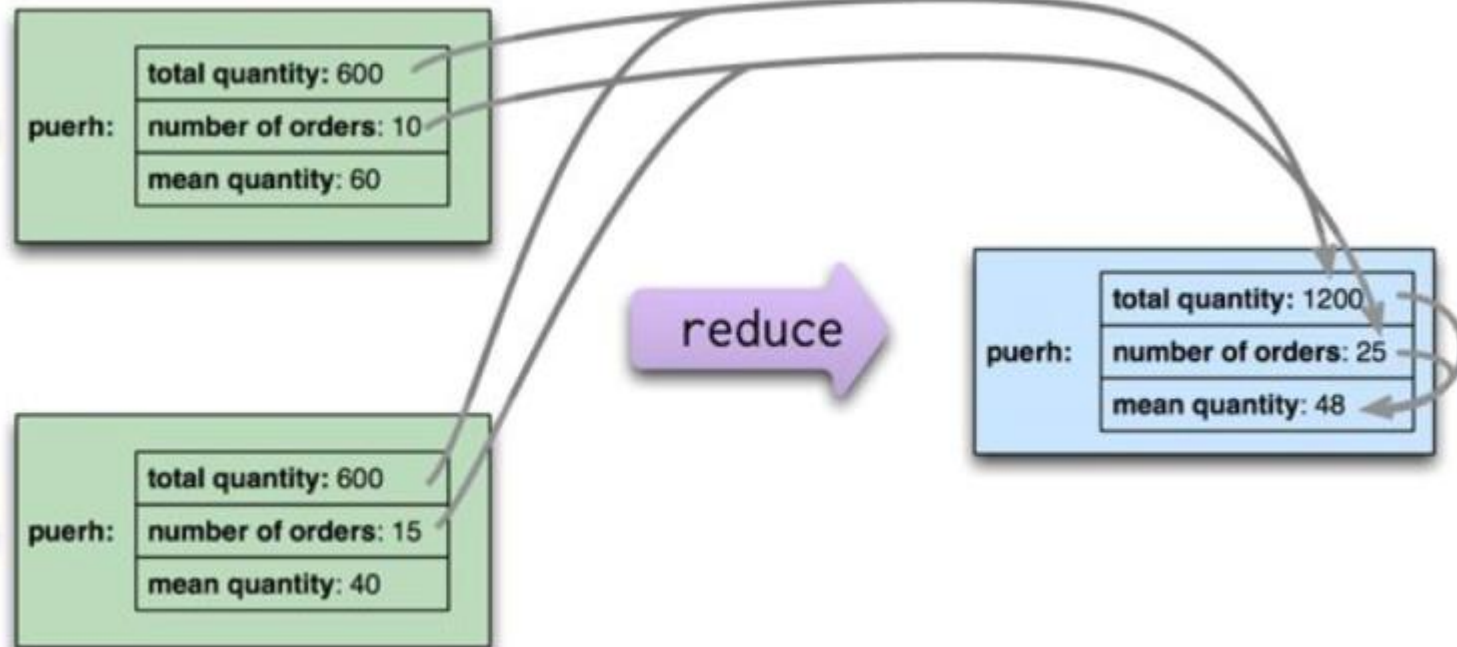 total quantity: 600
puerh: number of orders: 10
mean quantity: 60
reduce
total quantity: 1200
puerh: number of orders: 25
mean quantity: 48
total quantity: 600
puerh: number of orders: 15
mean quantity: 40